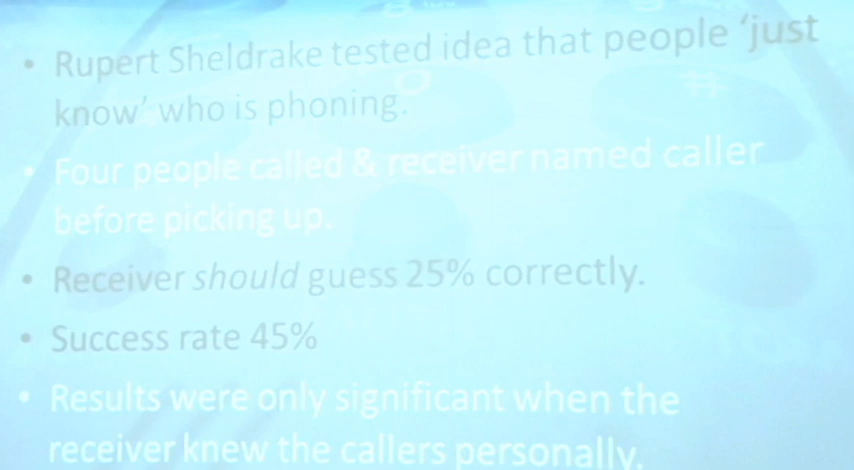 • Rupert Sheldrake tested idea that people ‘just
know’ who is phoning.
• Four people called & receiver named caller
before picking up.
• Receiver should guess 25% correctly.
• Success rate 45%
• Results were only significant when the
receiver knew the callers personally.